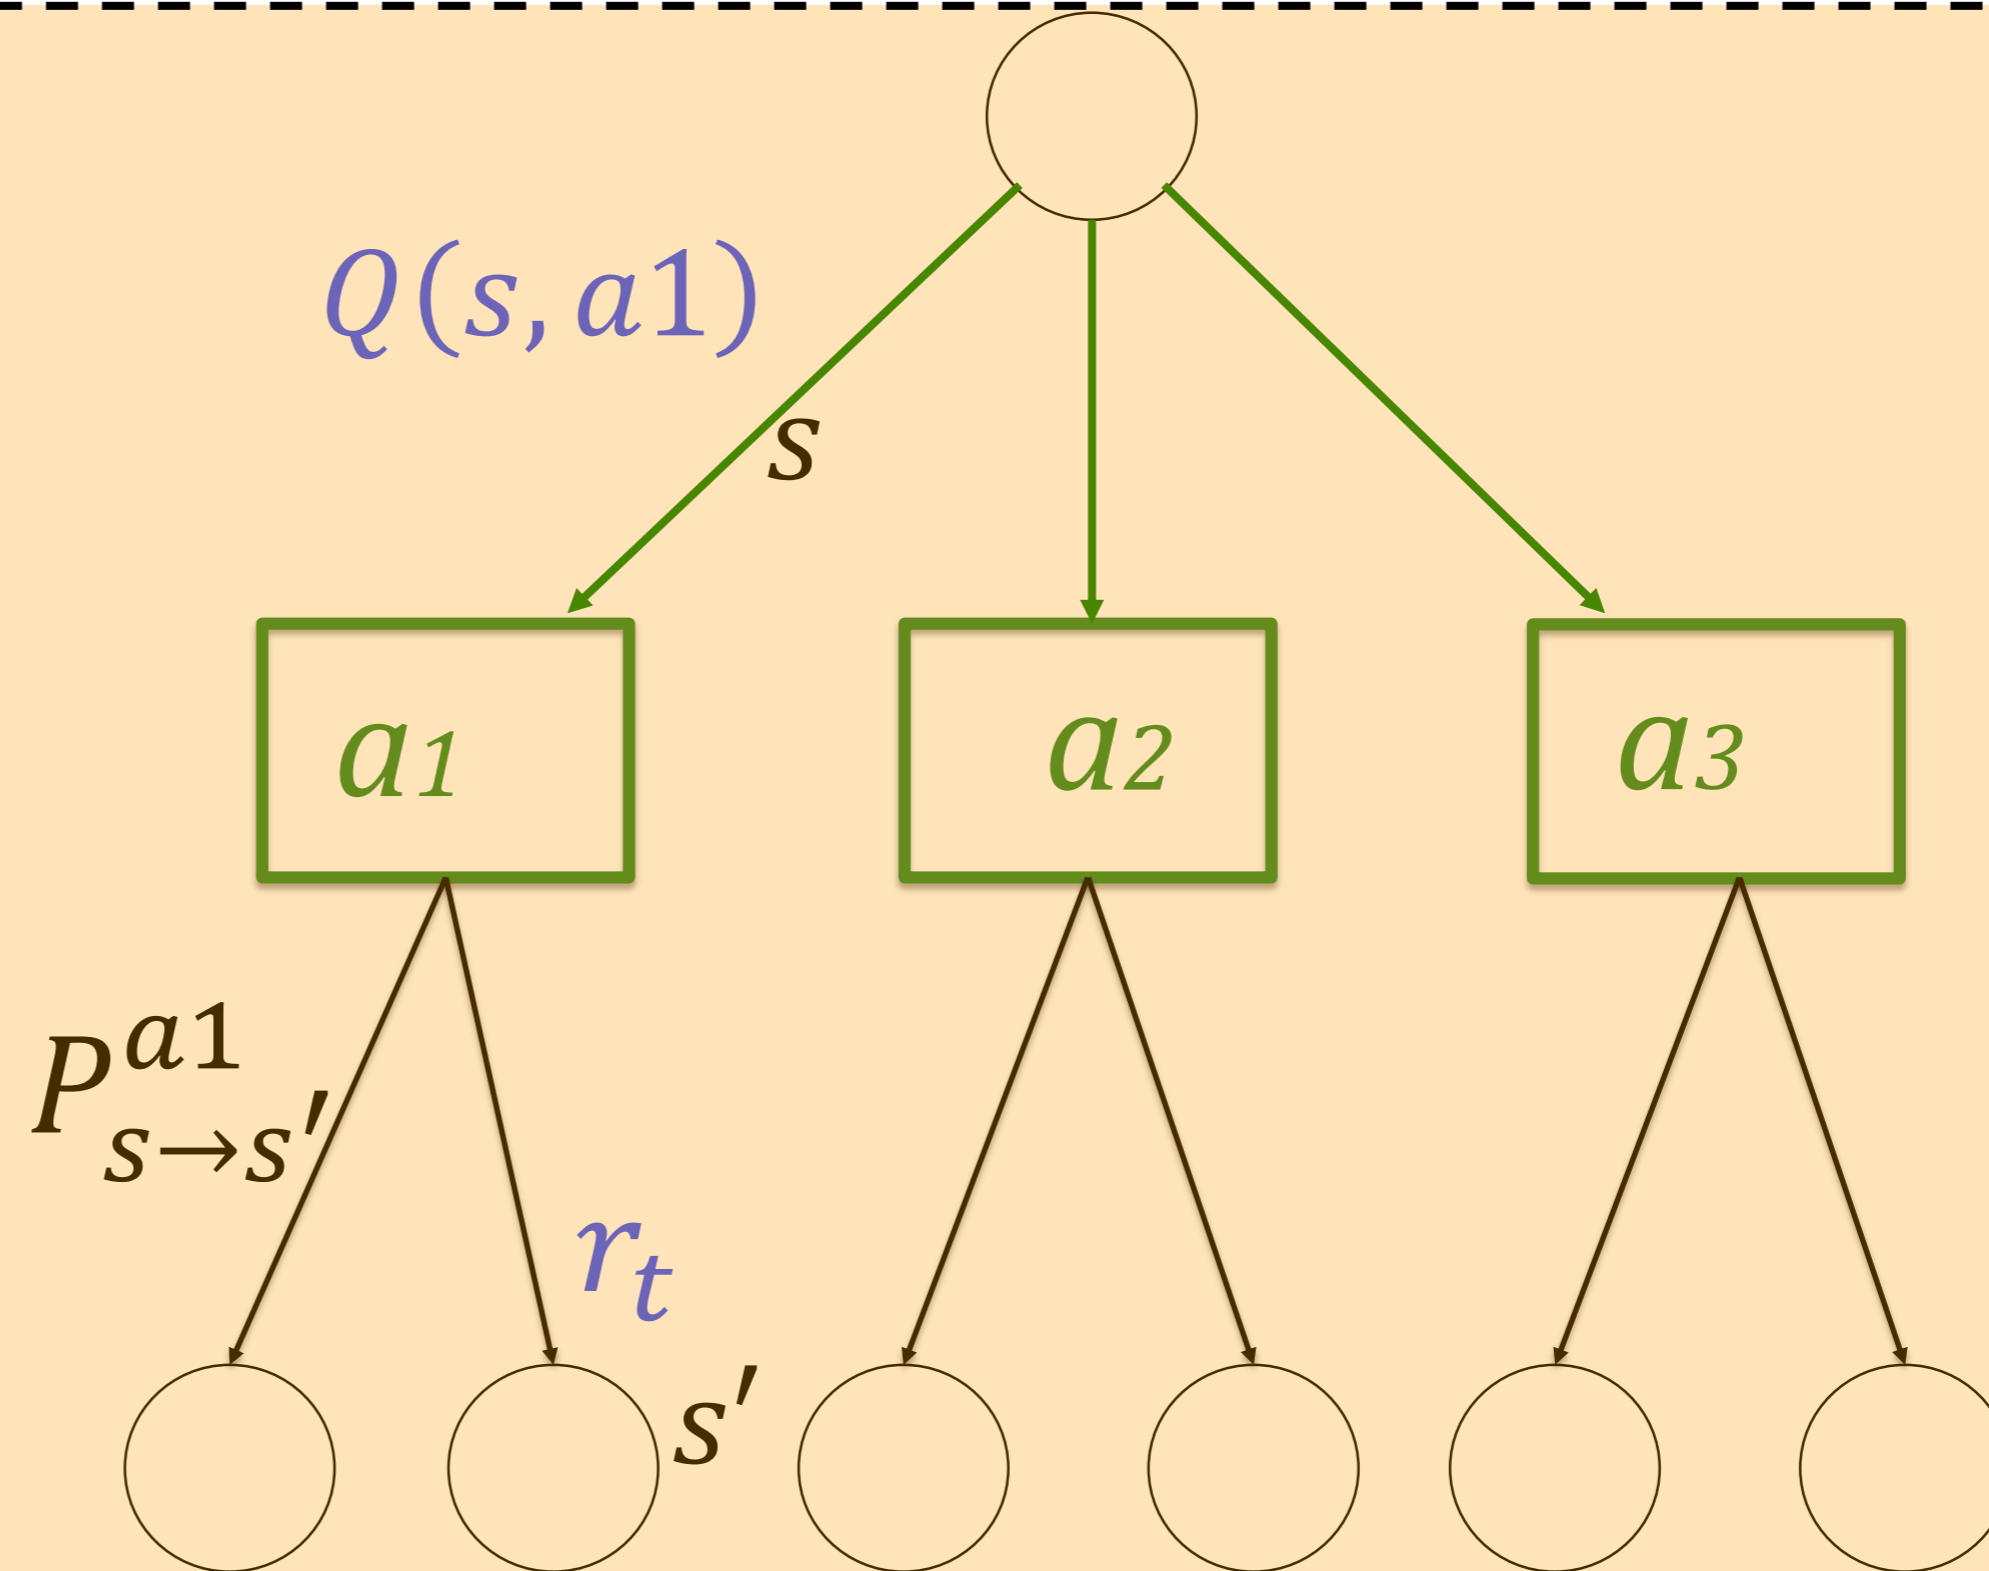 Q(s, a1)
s
a1
a2
a3
P^{a1}_{s→s'}
r_t
s'